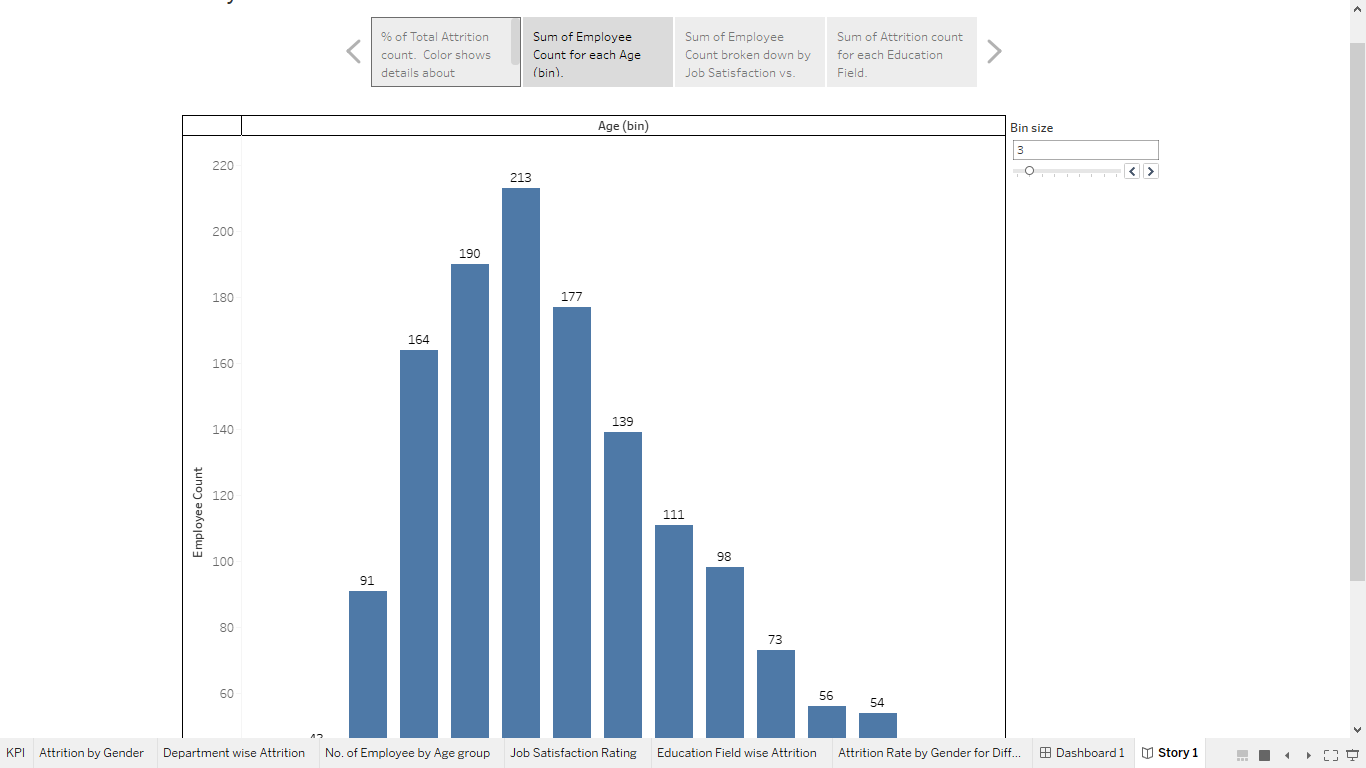 % of Total Attrition
count. Color shows
details about
Sum of Employee
Count for each Age
(bin).
Sum of Employee
Count broken down by
Job Satisfaction vs.
Sum of Attrition count
for each Education
Field.
Age (bin)
Bin size
3
220
200
180
160
140
120
100
80
60
Employee Count
91
164
190
213
177
139
111
98
73
56
54
KPI
Attrition by Gender
Department wise Attrition
No. of Employee by Age group
Job Satisfaction Rating
Education Field wise Attrition
Attrition Rate by Gender for Diff...
Dashboard 1
Story 1